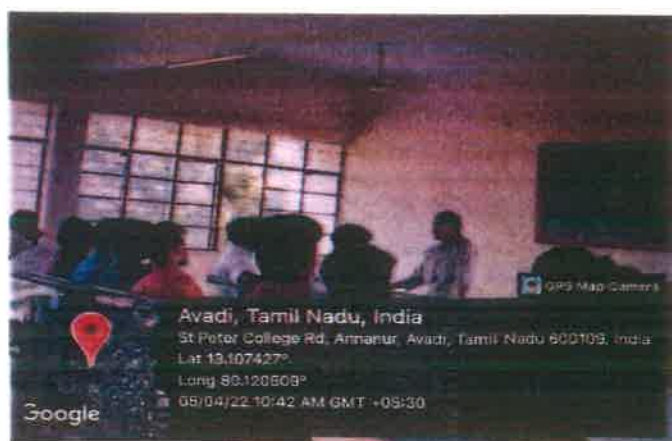 GPS Map Camera
Avadi, Tamil Nadu, India
St Peter College Rd, Annanur, Avadi, Tamil Nadu 600109, India
Lat 13.107427°
Long 80.120609°
05/04/22 10:42 AM GMT +05:30
Google